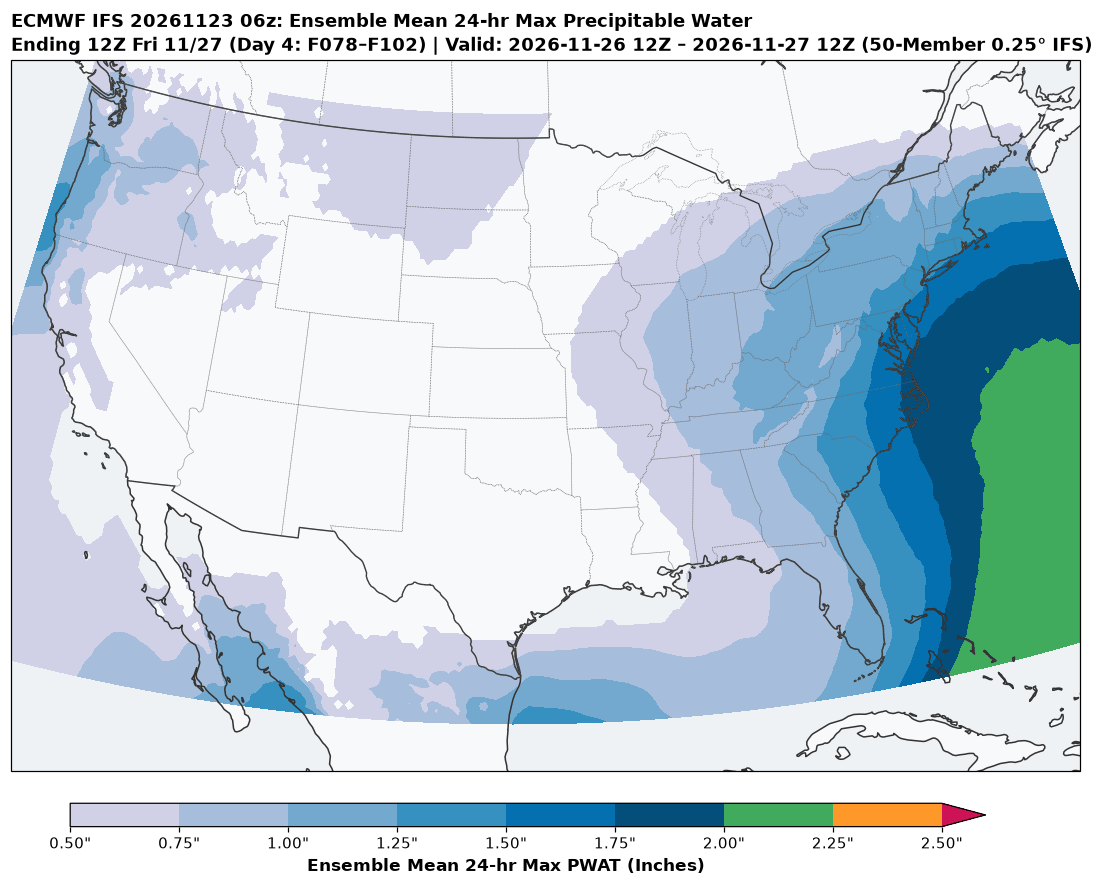 ECMWF IFS 20261123 06z: Ensemble Mean 24-hr Max Precipitable Water
Ending 12Z Fri 11/27 (Day 4: F078–F102) | Valid: 2026-11-26 12Z – 2026-11-27 12Z (50-Member 0.25° IFS)
0.50" 0.75" 1.00" 1.25" 1.50" 1.75" 2.00" 2.25" 2.50"
Ensemble Mean 24-hr Max PWAT (Inches)